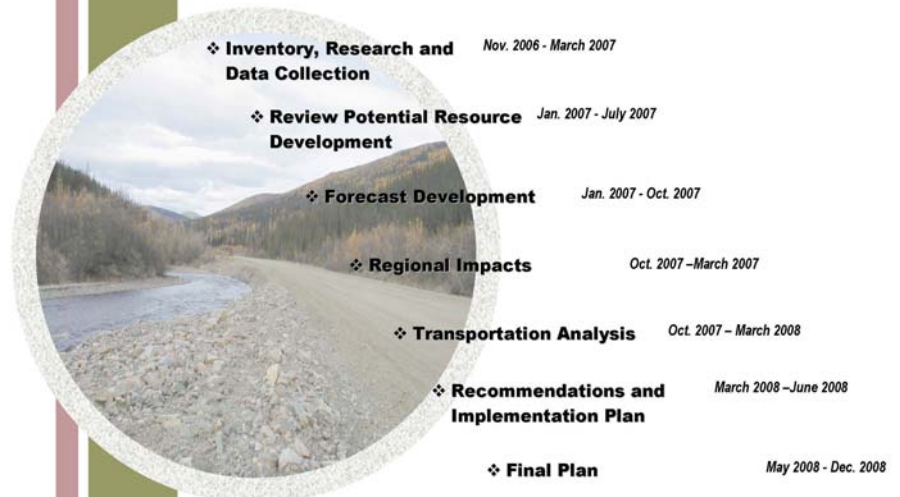 ❖ Inventory, Research and Nov. 2006 - March 2007
Data Collection
❖ Review Potential Resource Jan. 2007 - July 2007
Development
❖ Forecast Development Jan. 2007 - Oct. 2007
❖ Regional Impacts Oct. 2007 –March 2007
❖ Transportation Analysis Oct. 2007 – March 2008
❖ Recommendations and March 2008 –June 2008
Implementation Plan
❖ Final Plan May 2008 - Dec. 2008